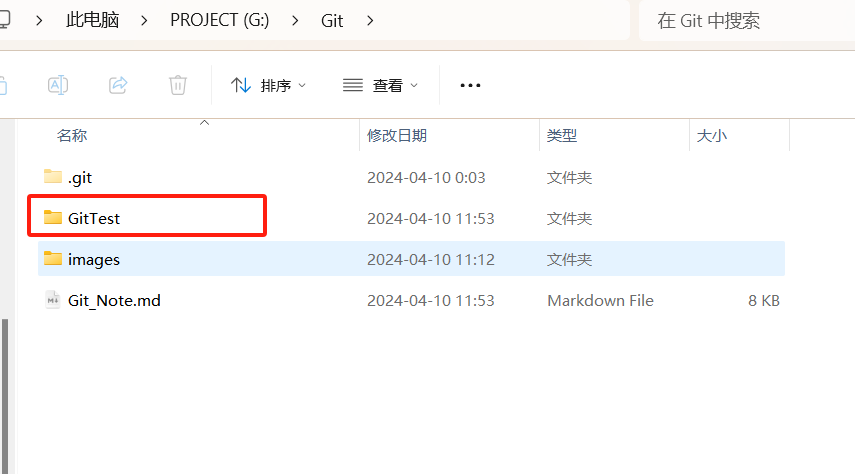 此电脑 > PROJECT (G:) > Git > 在 Git 中搜索
排序 查看
名称 修改日期 类型 大小
.git 2024-04-10 0:03 文件夹
GitTest 2024-04-10 11:53 文件夹
images 2024-04-10 11:12 文件夹
Git_Note.md 2024-04-10 11:53 Markdown File 8 KB